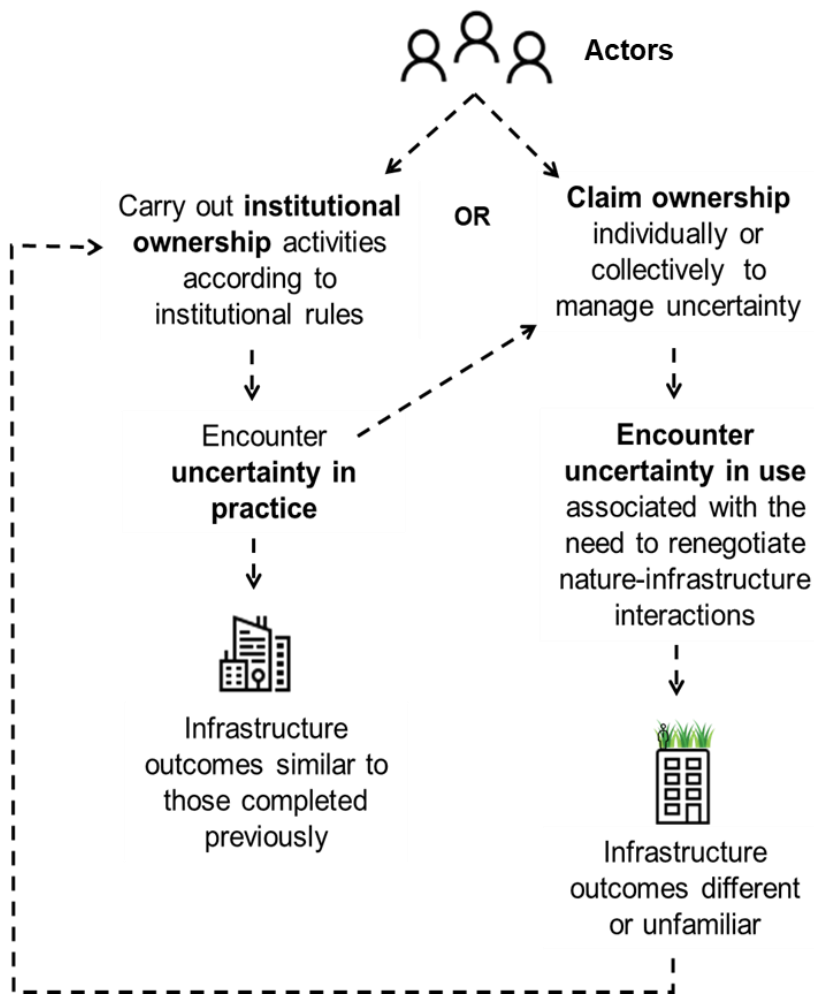 Actors
Carry out institutional
ownership activities
according to
institutional rules
OR
Claim ownership
individually or
collectively to
manage uncertainty
Encounter
uncertainty in
practice
Encounter
uncertainty in use
associated with the
need to renegotiate
nature-infrastructure
interactions
Infrastructure
outcomes similar to
those completed
previously
Infrastructure
outcomes different
or unfamiliar